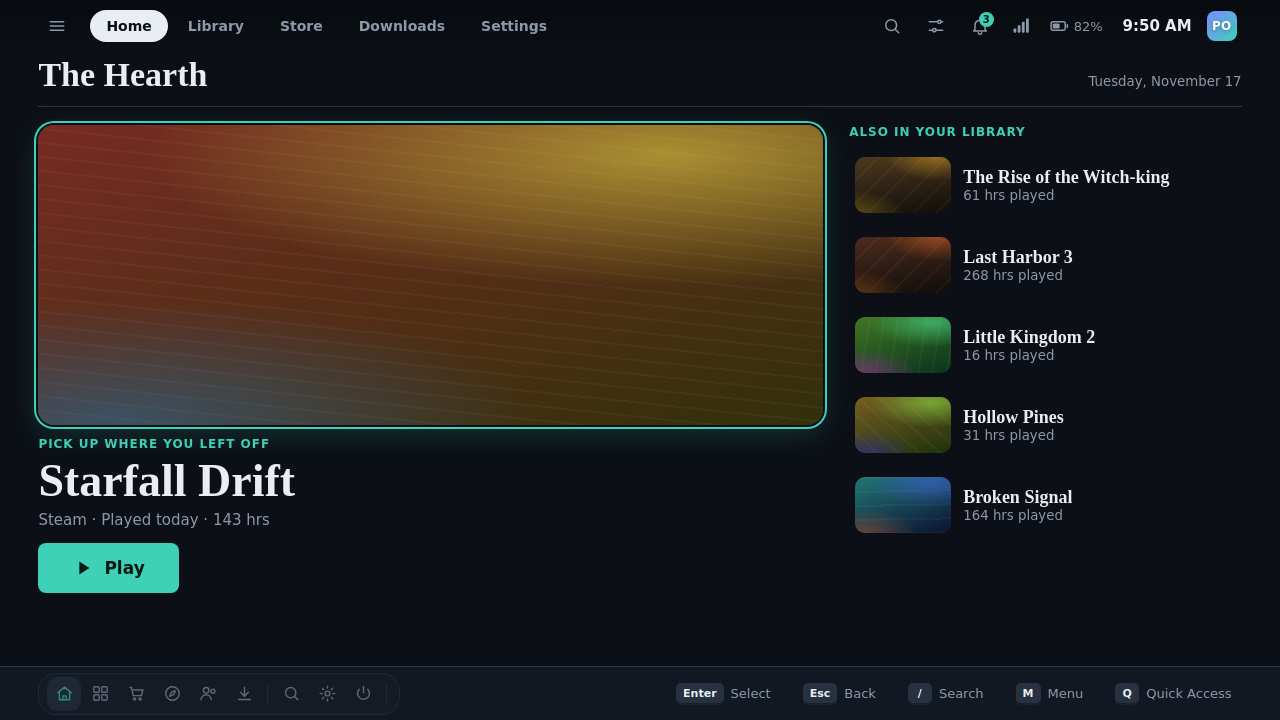 Home
Library
Store
Downloads
Settings
3
82%
9:50 AM
PO
The Hearth
Tuesday, November 17
PICK UP WHERE YOU LEFT OFF
Starfall Drift
Steam · Played today · 143 hrs
Play
ALSO IN YOUR LIBRARY
The Rise of the Witch-king
61 hrs played
Last Harbor 3
268 hrs played
Little Kingdom 2
16 hrs played
Hollow Pines
31 hrs played
Broken Signal
164 hrs played
Enter Select
Esc Back
/ Search
M Menu
Q Quick Access